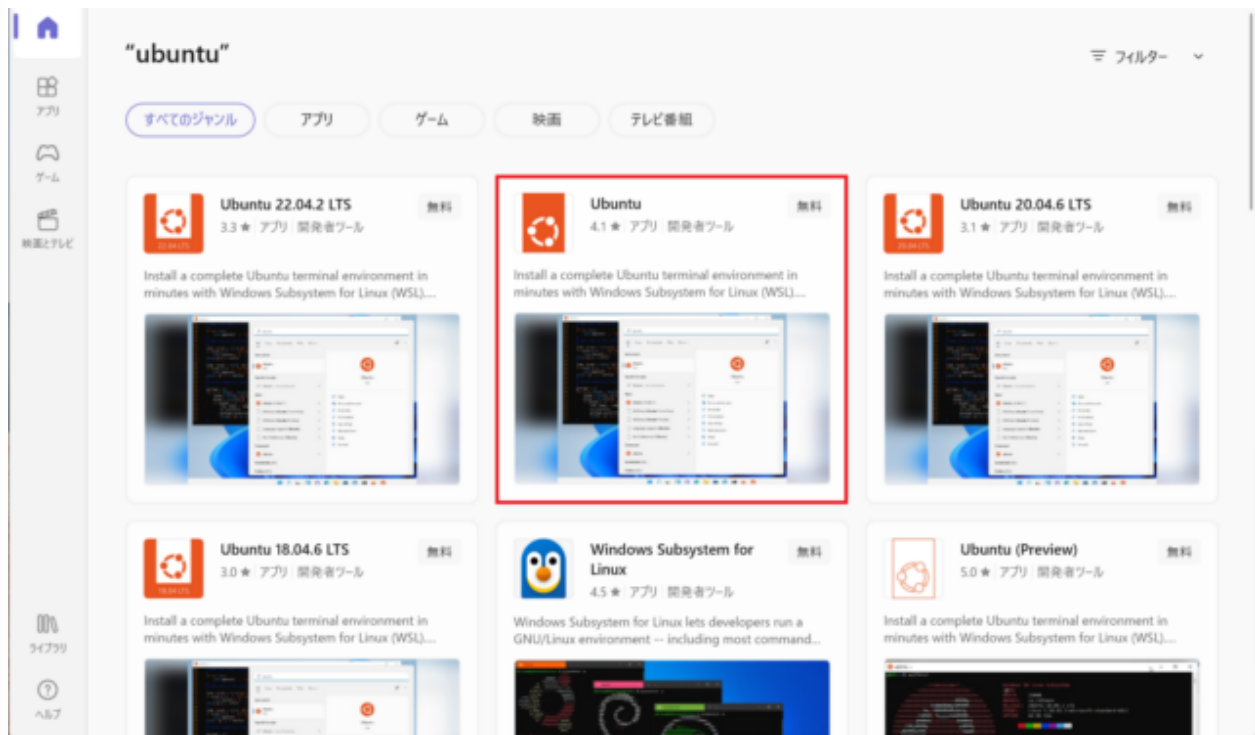 "ubuntu"
フィルター
すべてのジャンル
アプリ
ゲーム
映画
テレビ番組
アプリ
ゲーム
映画とテレビ
ライブラリ
ヘルプ
Ubuntu 22.04.2 LTS
無料
3.3 ★ アプリ 開発者ツール
22.04 LTS
Install a complete Ubuntu terminal environment in
minutes with Windows Subsystem for Linux (WSL)....
Ubuntu
無料
4.1 ★ アプリ 開発者ツール
Install a complete Ubuntu terminal environment in
minutes with Windows Subsystem for Linux (WSL)....
Ubuntu 20.04.6 LTS
無料
3.1 ★ アプリ 開発者ツール
20.04 LTS
Install a complete Ubuntu terminal environment in
minutes with Windows Subsystem for Linux (WSL)....
Ubuntu 18.04.6 LTS
無料
3.0 ★ アプリ 開発者ツール
18.04 LTS
Install a complete Ubuntu terminal environment in
minutes with Windows Subsystem for Linux (WSL)....
Windows Subsystem for
Linux
無料
4.5 ★ アプリ 開発者ツール
Windows Subsystem for Linux lets developers run a
GNU/Linux environment -- including most command...
Ubuntu (Preview)
無料
5.0 ★ アプリ 開発者ツール
Install a complete Ubuntu terminal environment in
minutes with Windows Subsystem for Linux (WSL)....